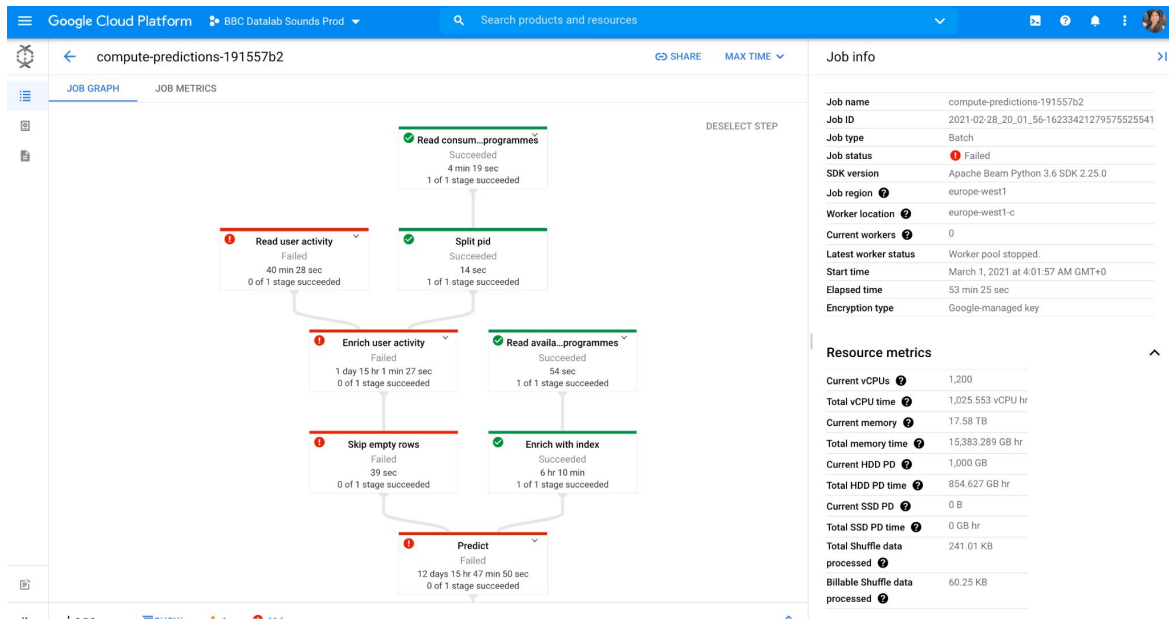 Google Cloud Platform
BBC Datalab Sounds Prod
Search products and resources
compute-predictions-191557b2
SHARE
MAX TIME
JOB GRAPH
JOB METRICS
DESELECT STEP
Read consum...programmes
Succeeded
4 min 19 sec
1 of 1 stage succeeded
Read user activity
Failed
40 min 28 sec
0 of 1 stage succeeded
Split pid
Succeeded
14 sec
1 of 1 stage succeeded
Enrich user activity
Failed
1 day 15 hr 1 min 27 sec
0 of 1 stage succeeded
Read availa...programmes
Succeeded
54 sec
1 of 1 stage succeeded
Skip empty rows
Failed
39 sec
0 of 1 stage succeeded
Enrich with index
Succeeded
6 hr 10 min
1 of 1 stage succeeded
Predict
Failed
12 days 15 hr 47 min 50 sec
0 of 1 stage succeeded
Job info
Job name compute-predictions-191557b2
Job ID 2021-02-28_20_01_56-16233421279575525541
Job type Batch
Job status Failed
SDK version Apache Beam Python 3.6 SDK 2.25.0
Job region europe-west1
Worker location europe-west1-c
Current workers 0
Latest worker status Worker pool stopped.
Start time March 1, 2021 at 4:01:57 AM GMT+0
Elapsed time 53 min 25 sec
Encryption type Google-managed key
Resource metrics
Current vCPUs 1,200
Total vCPU time 1,025.553 vCPU hr
Current memory 17.58 TB
Total memory time 15,383.289 GB hr
Current HDD PD 1,000 GB
Total HDD PD time 854.627 GB hr
Current SSD PD 0 B
Total SSD PD time 0 GB hr
Total Shuffle data 241.01 KB
processed
Billable Shuffle data 60.25 KB
processed